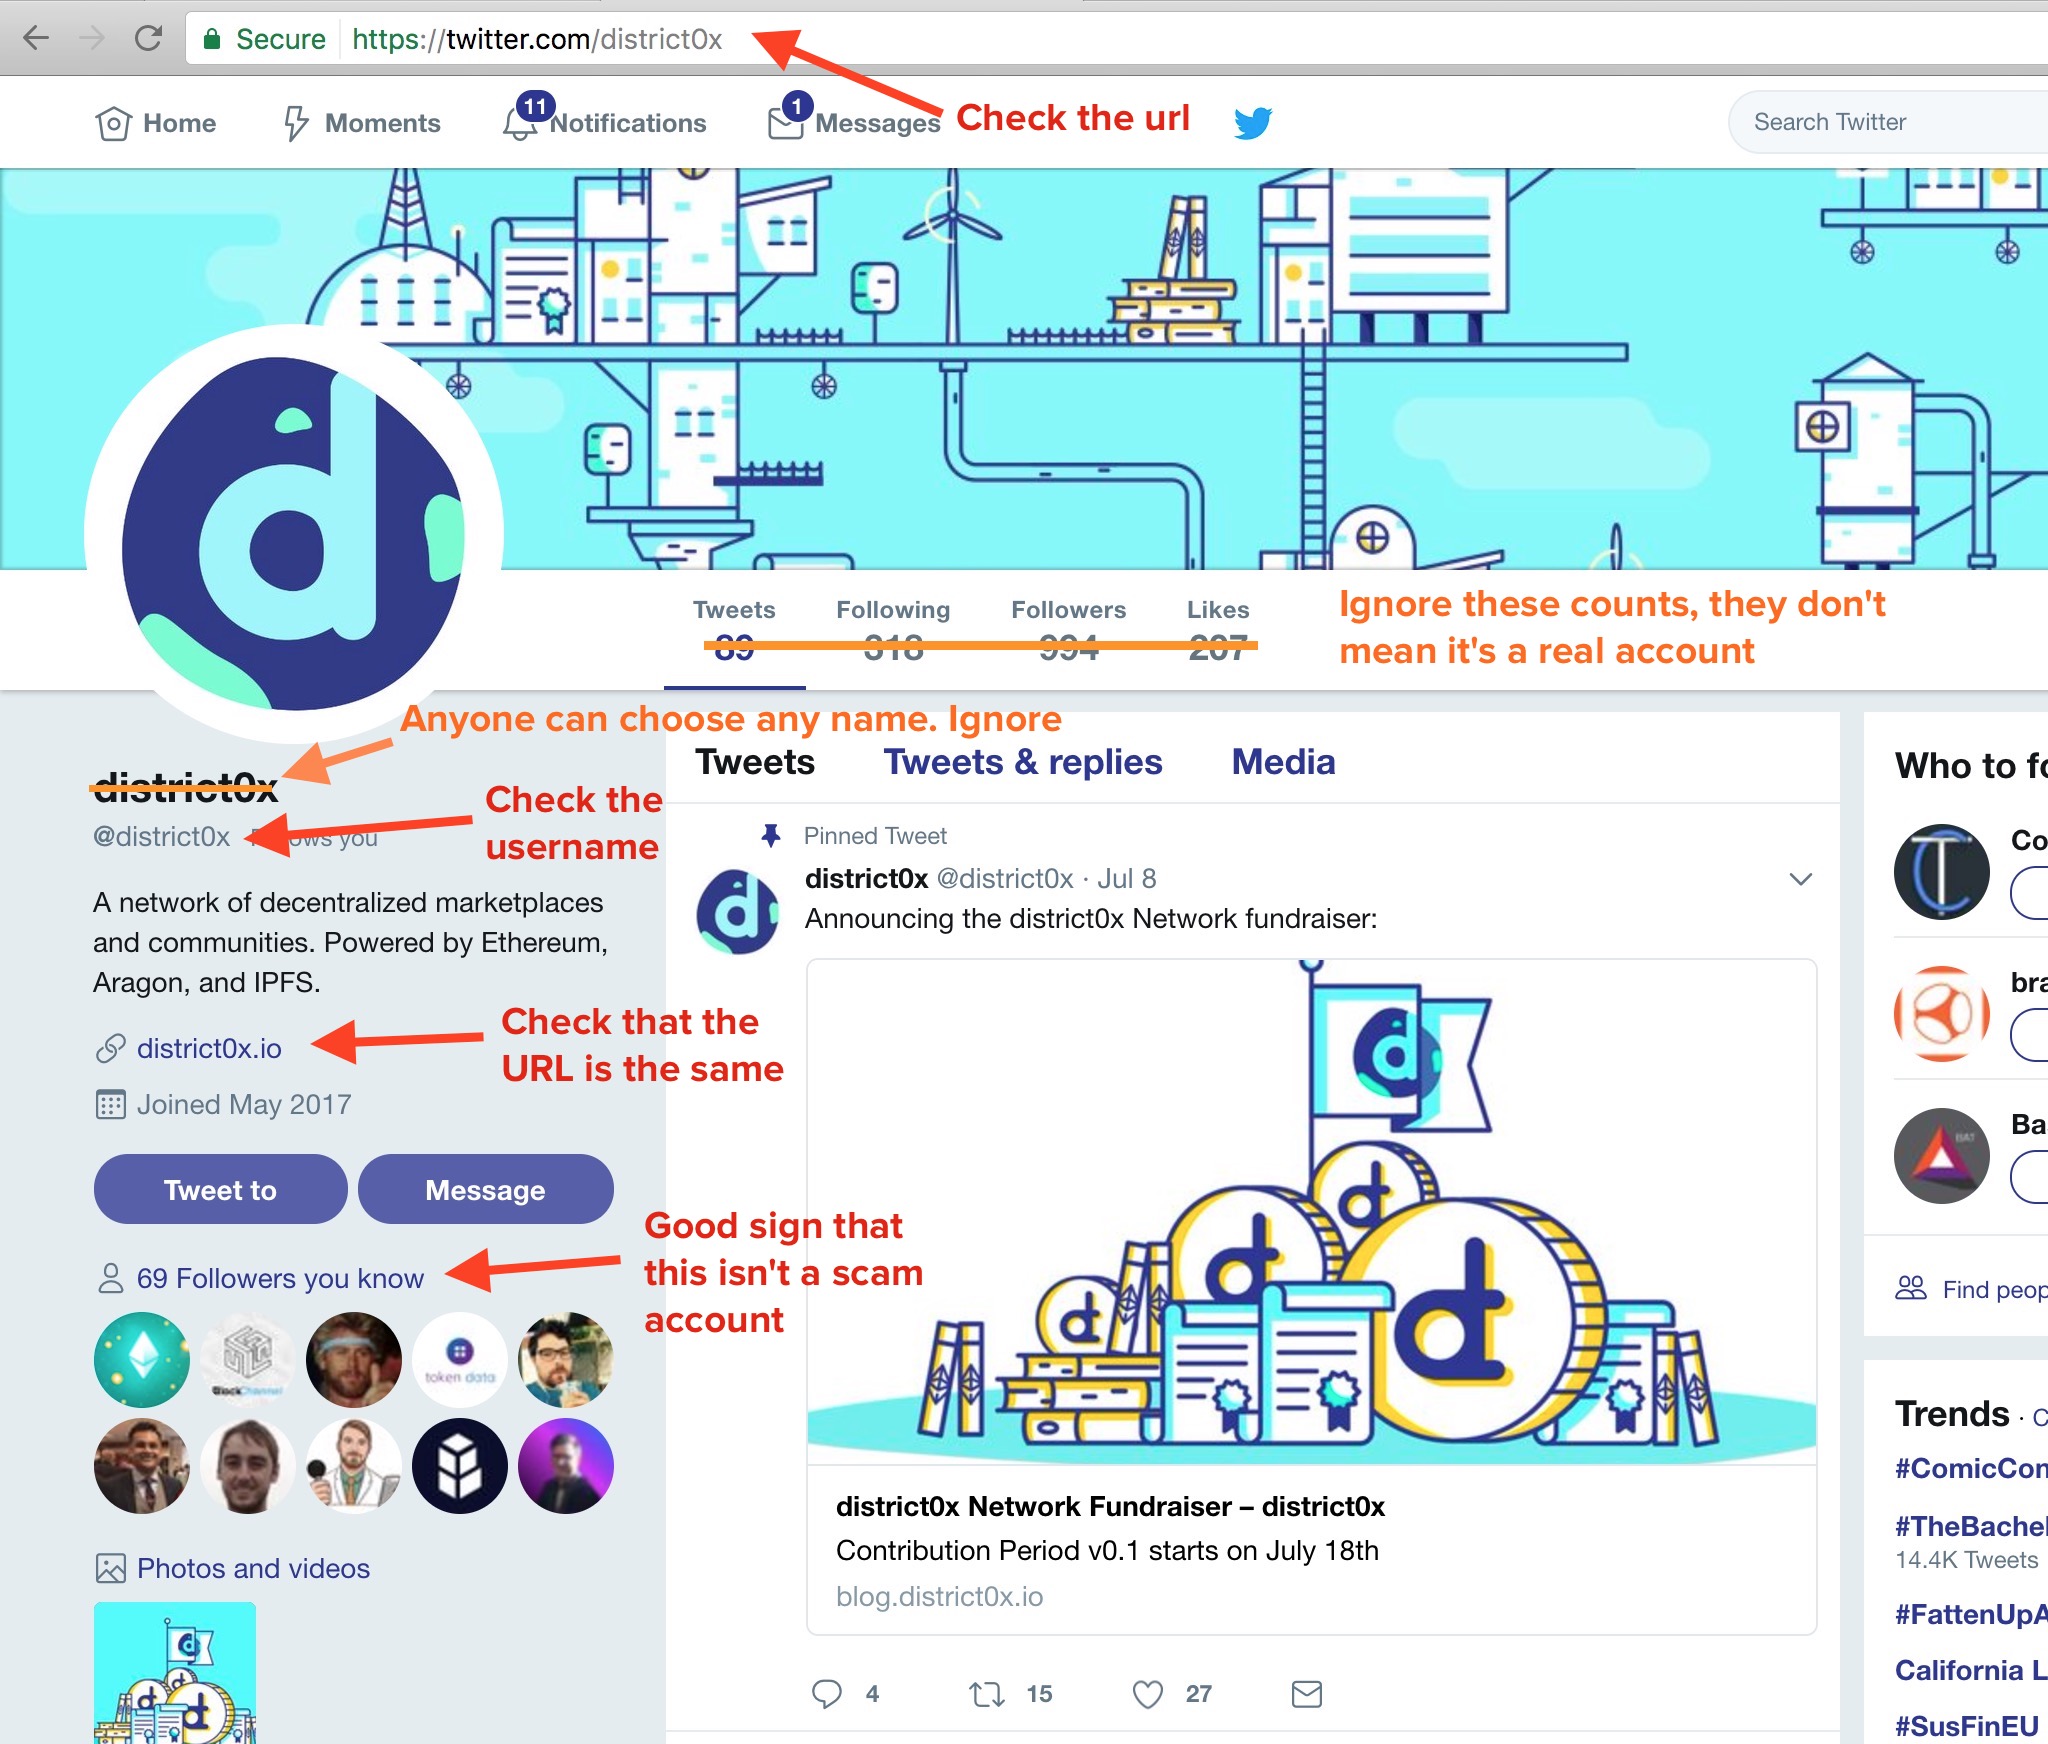 Secure https://twitter.com/district0x
Check the url
Home Moments 11 Notifications 1 Messages Search Twitter
Tweets Following Followers Likes
89 318 994 207
Ignore these counts, they don't
mean it's a real account
Anyone can choose any name. Ignore
district0x
@district0x
Check the
username
A network of decentralized marketplaces
and communities. Powered by Ethereum,
Aragon, and IPFS.
district0x.io
Check that the
URL is the same
Joined May 2017
Tweet to Message
69 Followers you know
Good sign that
this isn't a scam
account
BlockChannel
token data
Photos and videos
Tweets Tweets & replies Media
Pinned Tweet
district0x @district0x · Jul 8
Announcing the district0x Network fundraiser:
district0x Network Fundraiser – district0x
Contribution Period v0.1 starts on July 18th
blog.district0x.io
4 15 27
Who to fo
Co
bra
Ba
BAT
Find peop
Trends · C
#ComicCon
#TheBachel
14.4K Tweets
#FattenUpA
California L
#SusFinEU